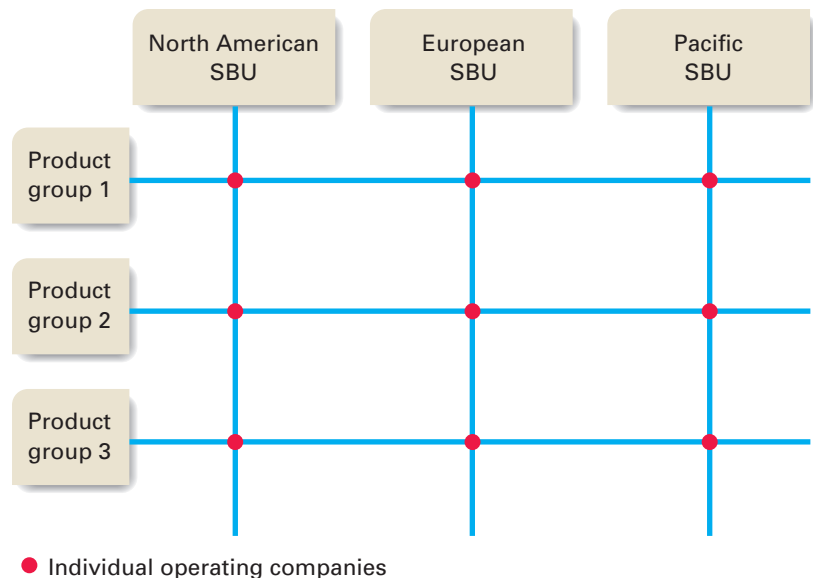 North American
SBU
European
SBU
Pacific
SBU
Product
group 1
Product
group 2
Product
group 3
Individual operating companies